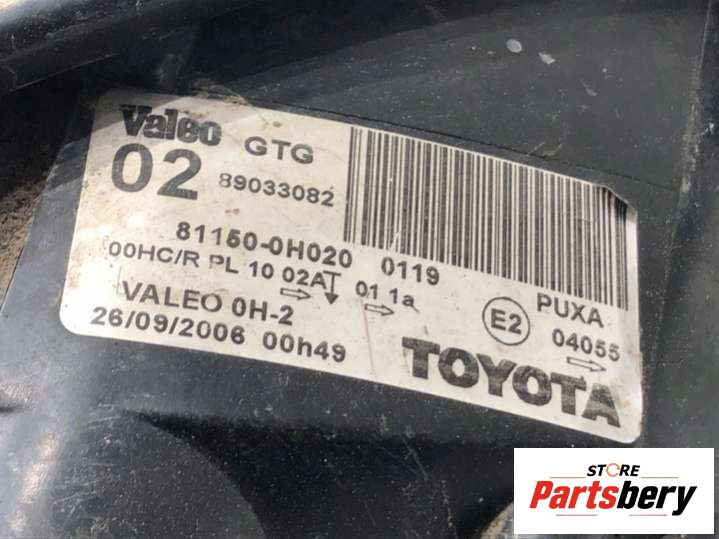 Valeo GTG
02 89033082
81150-0H020 0119
00HC/R PL 10 02A 01 1a
VALEO 0H-2
26/09/2006 00h49
E2 PUXA
04055
TOYOTA
STORE
Partsbery